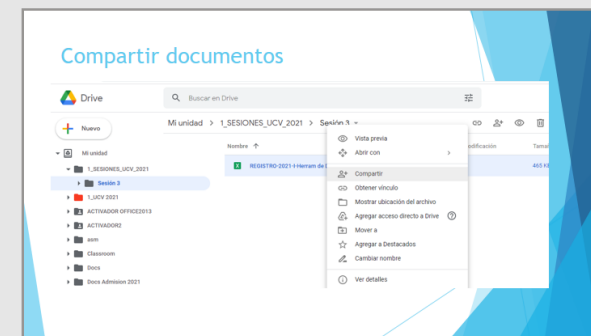 Compartir documentos
Drive
Buscar en Drive
Nuevo
Mi unidad > 1_SESIONES_UCV_2021 > Sesión 3
Nombre
Tamañ
REGISTRO-2021-I-Herram de
465 KB
Mi unidad
1_SESIONES_UCV_2021
Sesión 3
1_UCV 2021
ACTIVADOR OFFICE2013
ACTIVADOR2
asm
Classroom
Docs
Docs Admision 2021
Vista previa
Abrir con
Compartir
Obtener vínculo
Mostrar ubicación del archivo
Agregar acceso directo a Drive
Mover a
Agregar a Destacados
Cambiar nombre
Ver detalles